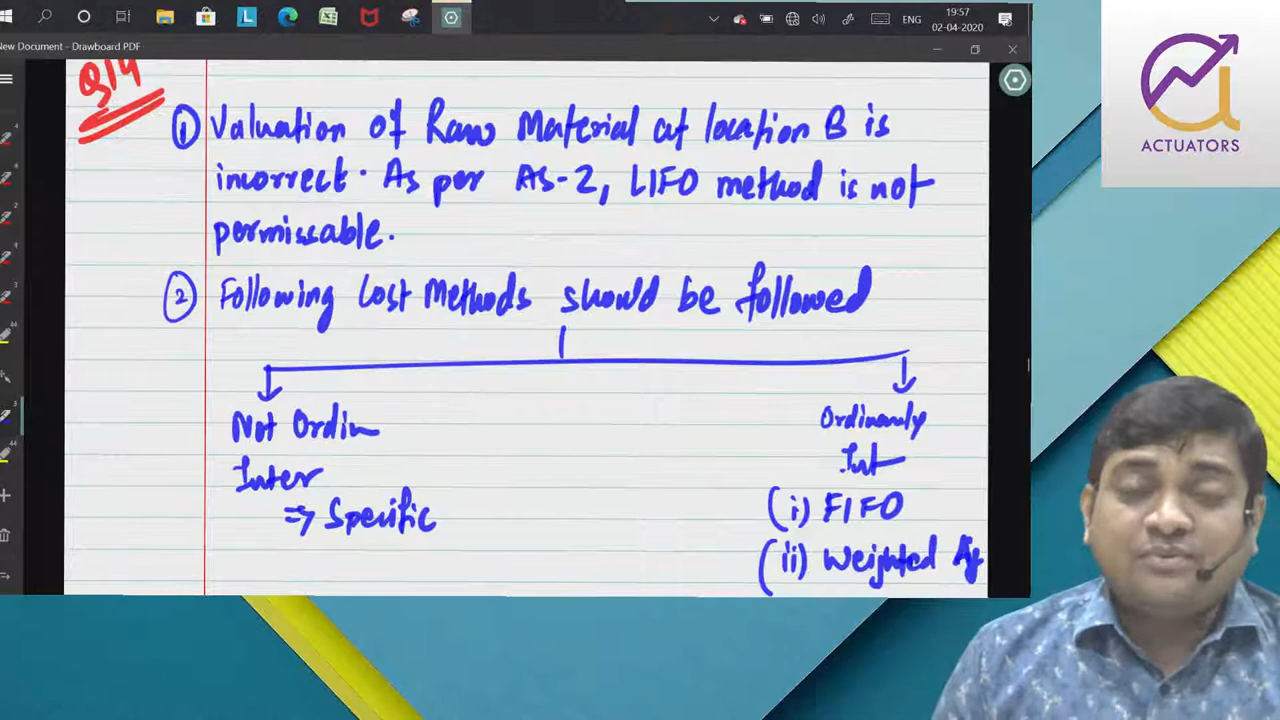 19:57
ENG
02-04-2020
New Document - Drawboard PDF
Q14
① Valuation of Raw Material at location B is
incorrect. As per AS-2, LIFO method is not
permissable.
② Following Cost Methods should be followed
Not Ordin
Inter
⇒ Specific
Ordinarily
Int
(i) FIFO
(ii) Weighted Avg
ACTUATORS